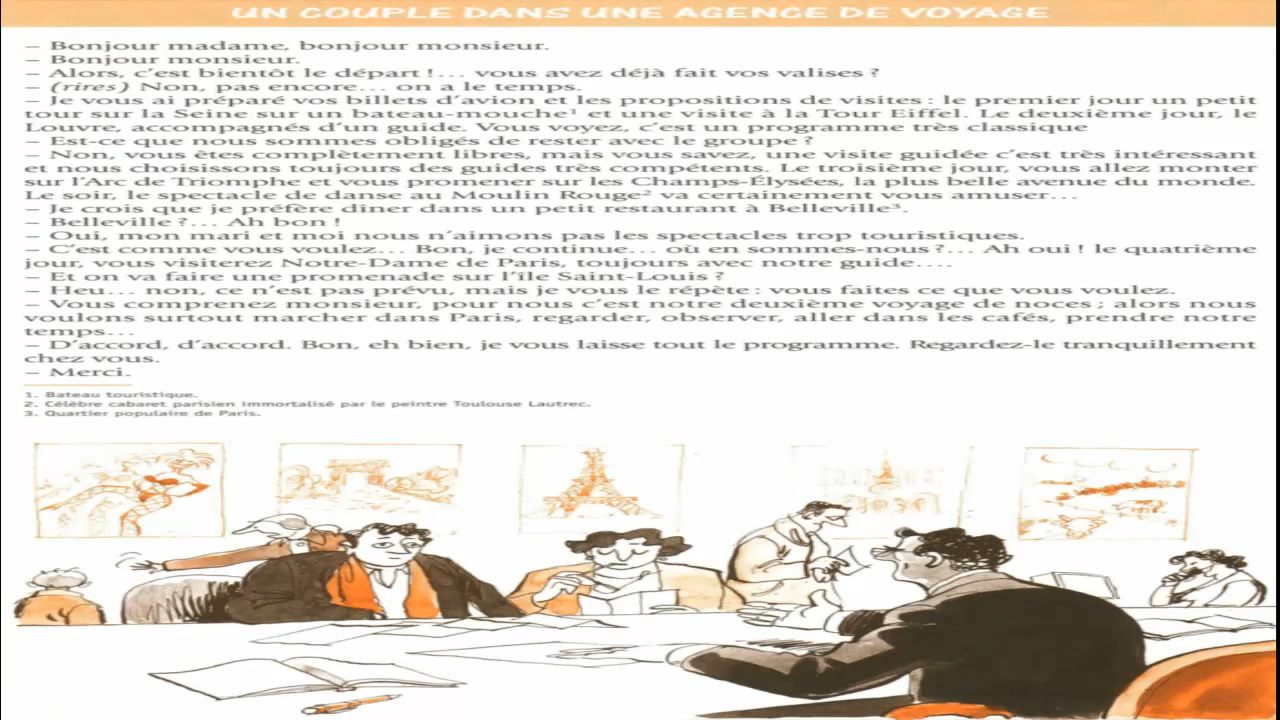 UN COUPLE DANS UNE AGENCE DE VOYAGE
– Bonjour madame, bonjour monsieur.
– Bonjour monsieur.
– Alors, c'est bientôt le départ !… vous avez déjà fait vos valises ?
– (rires) Non, pas encore… on a le temps.
– Je vous ai préparé vos billets d'avion et les propositions de visites : le premier jour un petit
tour sur la Seine sur un bateau-mouche¹ et une visite à la Tour Eiffel. Le deuxième jour, le
Louvre, accompagnés d'un guide. Vous voyez, c'est un programme très classique
– Est-ce que nous sommes obligés de rester avec le groupe ?
– Non, vous êtes complètement libres, mais vous savez, une visite guidée c'est très intéressant
et nous choisissons toujours des guides très compétents. Le troisième jour, vous allez monter
sur l'Arc de Triomphe et vous promener sur les Champs-Élysées, la plus belle avenue du monde.
Le soir, le spectacle de danse au Moulin Rouge² va certainement vous amuser…
– Je crois que je préfère dîner dans un petit restaurant à Belleville³.
– Belleville ?… Ah bon !
– Oui, mon mari et moi nous n'aimons pas les spectacles trop touristiques.
– C'est comme vous voulez… Bon, je continue… où en sommes-nous ?… Ah oui ! le quatrième
jour, vous visiterez Notre-Dame de Paris, toujours avec notre guide….
– Et on va faire une promenade sur l'île Saint-Louis ?
– Heu… non, ce n'est pas prévu, mais je vous le répète : vous faites ce que vous voulez.
– Vous comprenez monsieur, pour nous c'est notre deuxième voyage de noces ; alors nous
voulons surtout marcher dans Paris, regarder, observer, aller dans les cafés, prendre notre
temps…
– D'accord, d'accord. Bon, eh bien, je vous laisse tout le programme. Regardez-le tranquillement
chez vous.
– Merci.
1. Bateau touristique.
2. Célèbre cabaret parisien immortalisé par le peintre Toulouse Lautrec.
3. Quartier populaire de Paris.